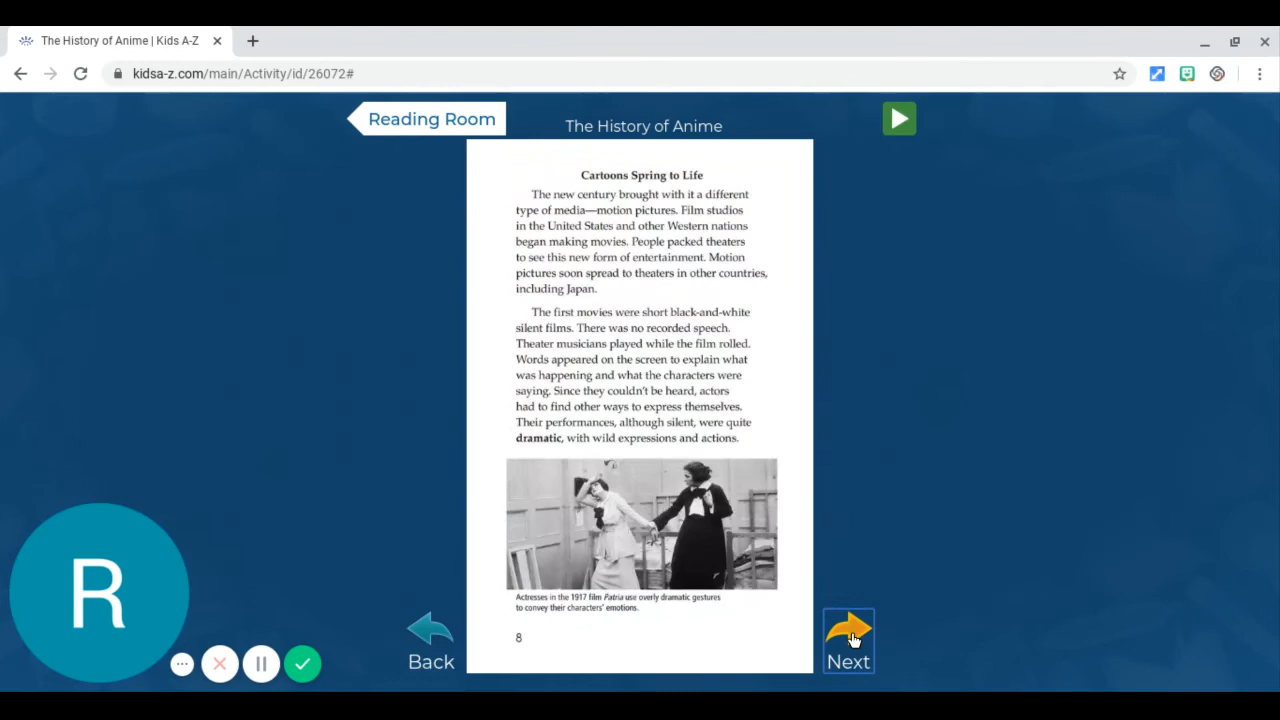 The History of Anime | Kids A-Z
kidsa-z.com/main/Activity/id/26072#
Reading Room
The History of Anime
Cartoons Spring to Life
The new century brought with it a different
type of media—motion pictures. Film studios
in the United States and other Western nations
began making movies. People packed theaters
to see this new form of entertainment. Motion
pictures soon spread to theaters in other countries,
including Japan.
The first movies were short black-and-white
silent films. There was no recorded speech.
Theater musicians played while the film rolled.
Words appeared on the screen to explain what
was happening and what the characters were
saying. Since they couldn't be heard, actors
had to find other ways to express themselves.
Their performances, although silent, were quite
dramatic, with wild expressions and actions.
Actresses in the 1917 film Patria use overly dramatic gestures
to convey their characters' emotions.
8
Back
Next
R